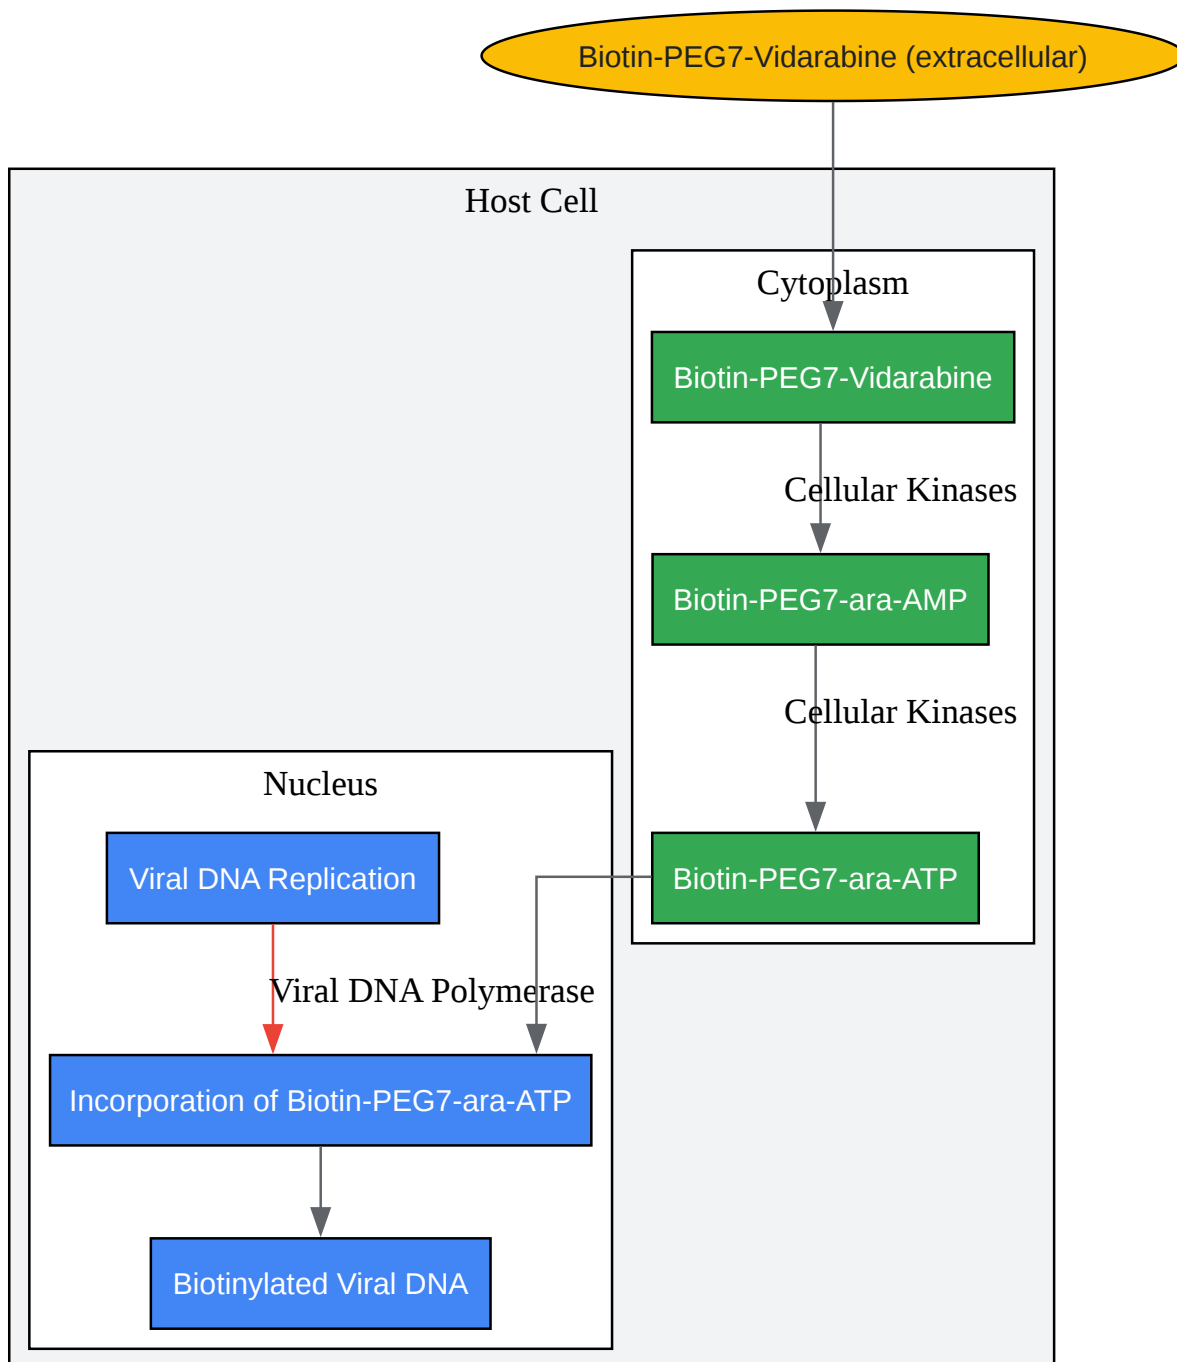 Biotin-PEG7-Vidarabine (extracellular)
Host Cell
Cytoplasm
Biotin-PEG7-Vidarabine
Cellular Kinases
Biotin-PEG7-ara-AMP
Cellular Kinases
Biotin-PEG7-ara-ATP
Nucleus
Viral DNA Replication
Viral DNA Polymerase
Incorporation of Biotin-PEG7-ara-ATP
Biotinylated Viral DNA